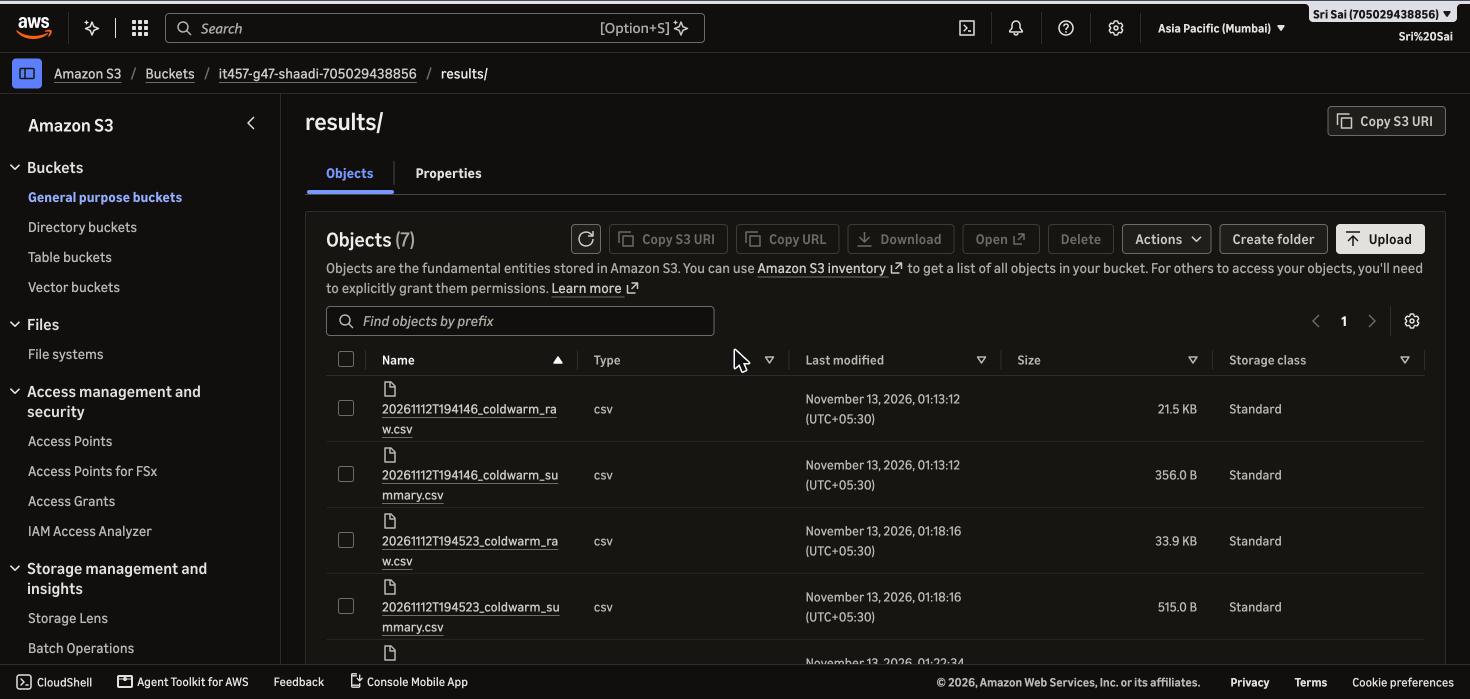 aws
Search [Option+S]
Asia Pacific (Mumbai)
Sri Sai (705029438856)
Sri%20Sai
Amazon S3 / Buckets / it457-g47-shaadi-705029438856 / results/
Amazon S3
Buckets
General purpose buckets
Directory buckets
Table buckets
Vector buckets
Files
File systems
Access management and
security
Access Points
Access Points for FSx
Access Grants
IAM Access Analyzer
Storage management and
insights
Storage Lens
Batch Operations
results/
Copy S3 URI
Objects Properties
Objects (7)
Copy S3 URI Copy URL Download Open Delete Actions Create folder Upload
Objects are the fundamental entities stored in Amazon S3. You can use Amazon S3 inventory to get a list of all objects in your bucket. For others to access your objects, you'll need
to explicitly grant them permissions. Learn more
Find objects by prefix
1
Name Type Last modified Size Storage class
20261112T194146_coldwarm_ra
w.csv
csv
November 13, 2026, 01:13:12
(UTC+05:30)
21.5 KB
Standard
20261112T194146_coldwarm_su
mmary.csv
csv
November 13, 2026, 01:13:12
(UTC+05:30)
356.0 B
Standard
20261112T194523_coldwarm_ra
w.csv
csv
November 13, 2026, 01:18:16
(UTC+05:30)
33.9 KB
Standard
20261112T194523_coldwarm_su
mmary.csv
csv
November 13, 2026, 01:18:16
(UTC+05:30)
515.0 B
Standard
November 13, 2026, 01:22:34
CloudShell Agent Toolkit for AWS Feedback Console Mobile App
© 2026, Amazon Web Services, Inc. or its affiliates. Privacy Terms Cookie preferences